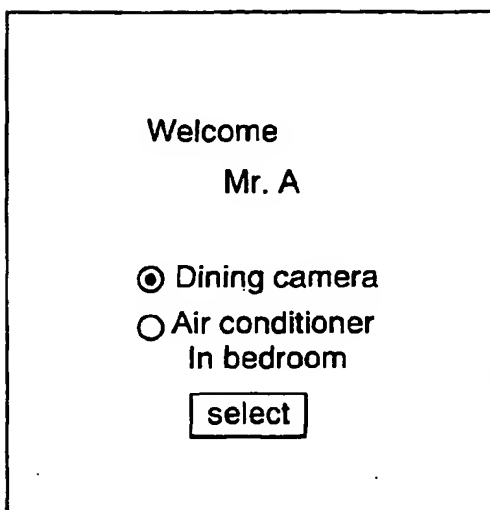 Welcome
Mr. A
Dining camera
Air conditioner
In bedroom
select